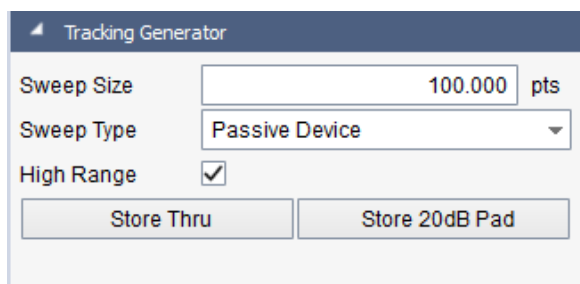 Tracking Generator
Sweep Size 100.000 pts
Sweep Type Passive Device
High Range
Store Thru Store 20dB Pad